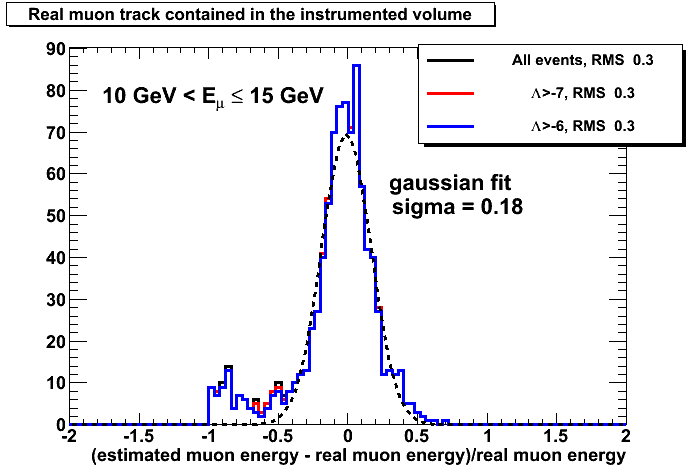 Real muon track contained in the instrumented volume
90
80
70
60
50
40
30
20
10
0
10 GeV < Eμ ≤ 15 GeV
All events, RMS 0.3
Λ>-7, RMS 0.3
Λ>-6, RMS 0.3
gaussian fit
sigma = 0.18
-2 -1.5 -1 -0.5 0 0.5 1 1.5 2
(estimated muon energy - real muon energy)/real muon energy